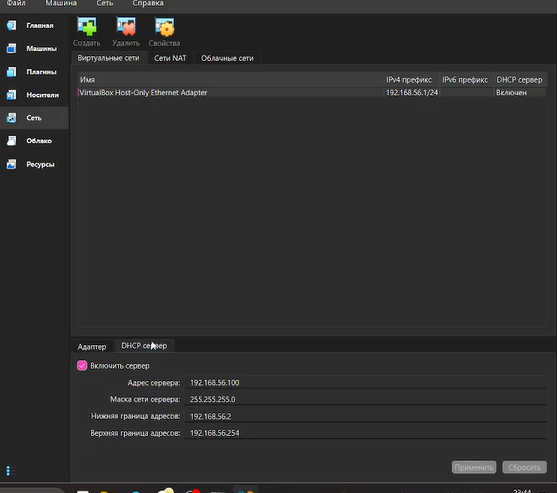 Файл Машина Сеть Справка
Главная
Машины
Плагины
Носители
Сеть
Облако
Ресурсы
Создать Удалить Свойства
Виртуальные сети Сети NAT Облачные сети
Имя IPv4 префикс IPv6 префикс DHCP сервер
VirtualBox Host-Only Ethernet Adapter 192.168.56.1/24 Включен
Адаптер DHCP сервер
Включить сервер
Адрес сервера: 192.168.56.100
Маска сети сервера: 255.255.255.0
Нижняя граница адресов: 192.168.56.2
Верхняя граница адресов: 192.168.56.254
Применить Сбросить